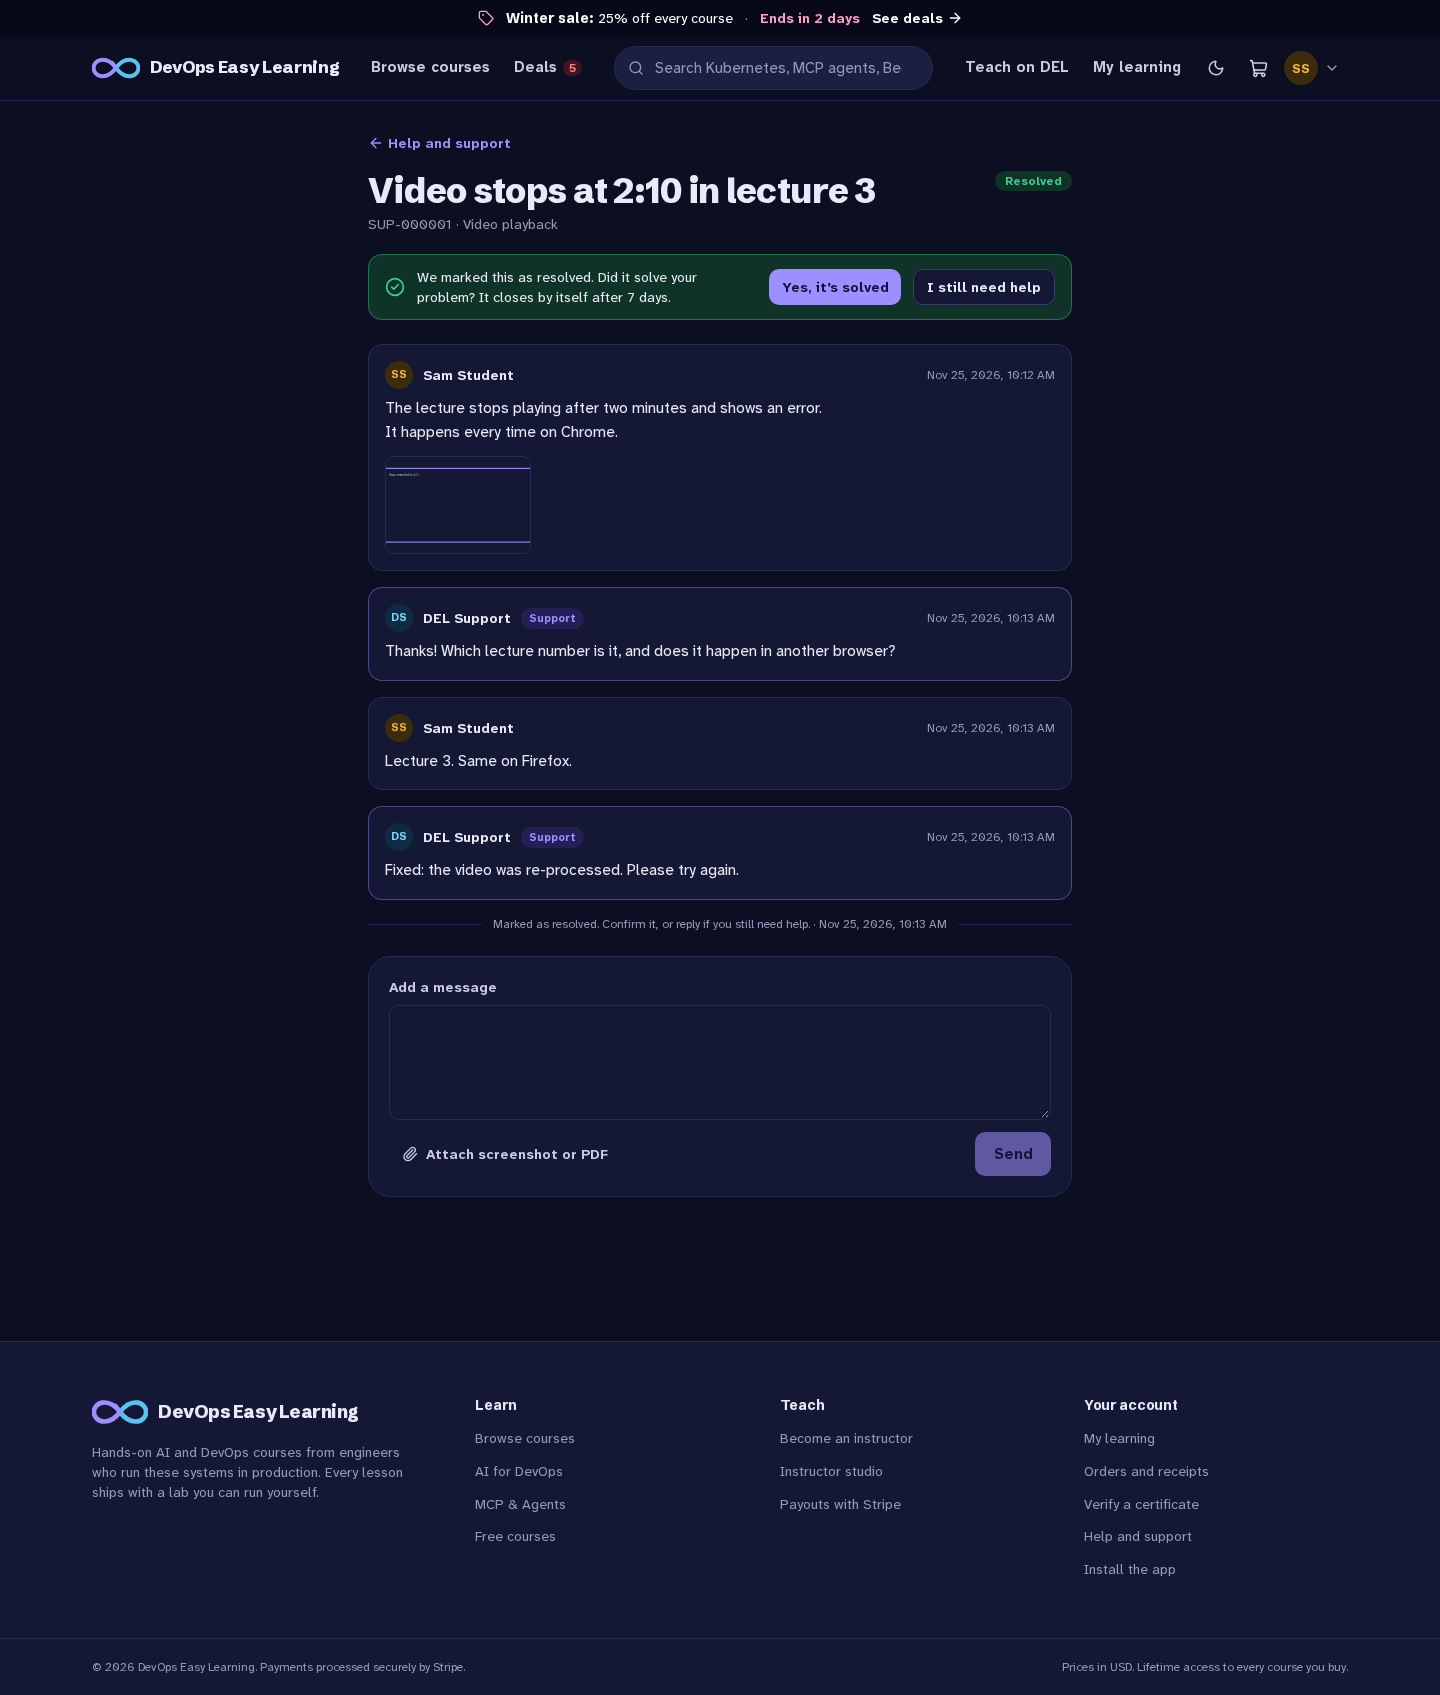 Winter sale: 25% off every course · Ends in 2 days See deals →
DevOps Easy Learning Browse courses Deals 5 Search Kubernetes, MCP agents, Be Teach on DEL My learning SS
← Help and support
Video stops at 2:10 in lecture 3 Resolved
SUP-000001 · Video playback
We marked this as resolved. Did it solve your
problem? It closes by itself after 7 days.
Yes, it's solved I still need help
SS Sam Student Nov 25, 2026, 10:12 AM
The lecture stops playing after two minutes and shows an error.
It happens every time on Chrome.
DS DEL Support Support Nov 25, 2026, 10:13 AM
Thanks! Which lecture number is it, and does it happen in another browser?
SS Sam Student Nov 25, 2026, 10:13 AM
Lecture 3. Same on Firefox.
DS DEL Support Support Nov 25, 2026, 10:13 AM
Fixed: the video was re-processed. Please try again.
Marked as resolved. Confirm it, or reply if you still need help. · Nov 25, 2026, 10:13 AM
Add a message
Attach screenshot or PDF Send
DevOps Easy Learning
Hands-on AI and DevOps courses from engineers
who run these systems in production. Every lesson
ships with a lab you can run yourself.
Learn
Browse courses
AI for DevOps
MCP & Agents
Free courses
Teach
Become an instructor
Instructor studio
Payouts with Stripe
Your account
My learning
Orders and receipts
Verify a certificate
Help and support
Install the app
© 2026 DevOps Easy Learning. Payments processed securely by Stripe.
Prices in USD. Lifetime access to every course you buy.